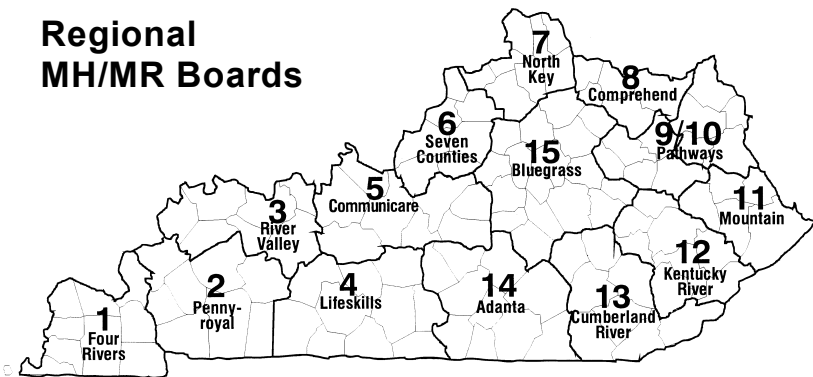 Regional
MH/MR Boards
7
North
Key
8
Comprehend
6
Seven
Counties
9/10
Pathways
15
Bluegrass
5
Communicare
11
Mountain
3
River
Valley
12
Kentucky
River
2
Penny-
royal
4
Lifeskills
14
Adanta
13
Cumberland
River
1
Four
Rivers